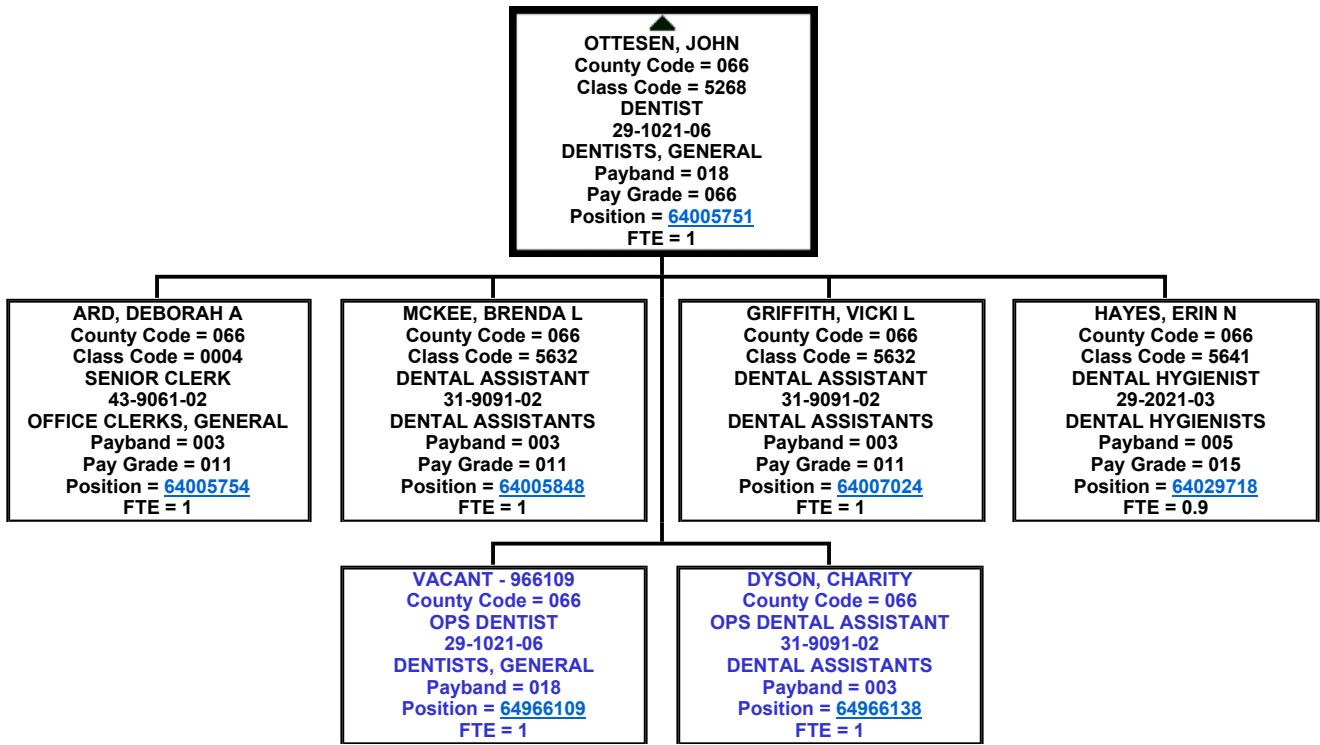 OTTESEN, JOHN
County Code = 066
Class Code = 5268
DENTIST
29-1021-06
DENTISTS, GENERAL
Payband = 018
Pay Grade = 066
Position = 64005751
FTE = 1
ARD, DEBORAH A
County Code = 066
Class Code = 0004
SENIOR CLERK
43-9061-02
OFFICE CLERKS, GENERAL
Payband = 003
Pay Grade = 011
Position = 64005754
FTE = 1
MCKEE, BRENDA L
County Code = 066
Class Code = 5632
DENTAL ASSISTANT
31-9091-02
DENTAL ASSISTANTS
Payband = 003
Pay Grade = 011
Position = 64005848
FTE = 1
GRIFFITH, VICKI L
County Code = 066
Class Code = 5632
DENTAL ASSISTANT
31-9091-02
DENTAL ASSISTANTS
Payband = 003
Pay Grade = 011
Position = 64007024
FTE = 1
HAYES, ERIN N
County Code = 066
Class Code = 5641
DENTAL HYGIENIST
29-2021-03
DENTAL HYGIENISTS
Payband = 005
Pay Grade = 015
Position = 64029718
FTE = 0.9
VACANT - 966109
County Code = 066
OPS DENTIST
29-1021-06
DENTISTS, GENERAL
Payband = 018
Position = 64966109
FTE = 1
DYSON, CHARITY
County Code = 066
OPS DENTAL ASSISTANT
31-9091-02
DENTAL ASSISTANTS
Payband = 003
Position = 64966138
FTE = 1